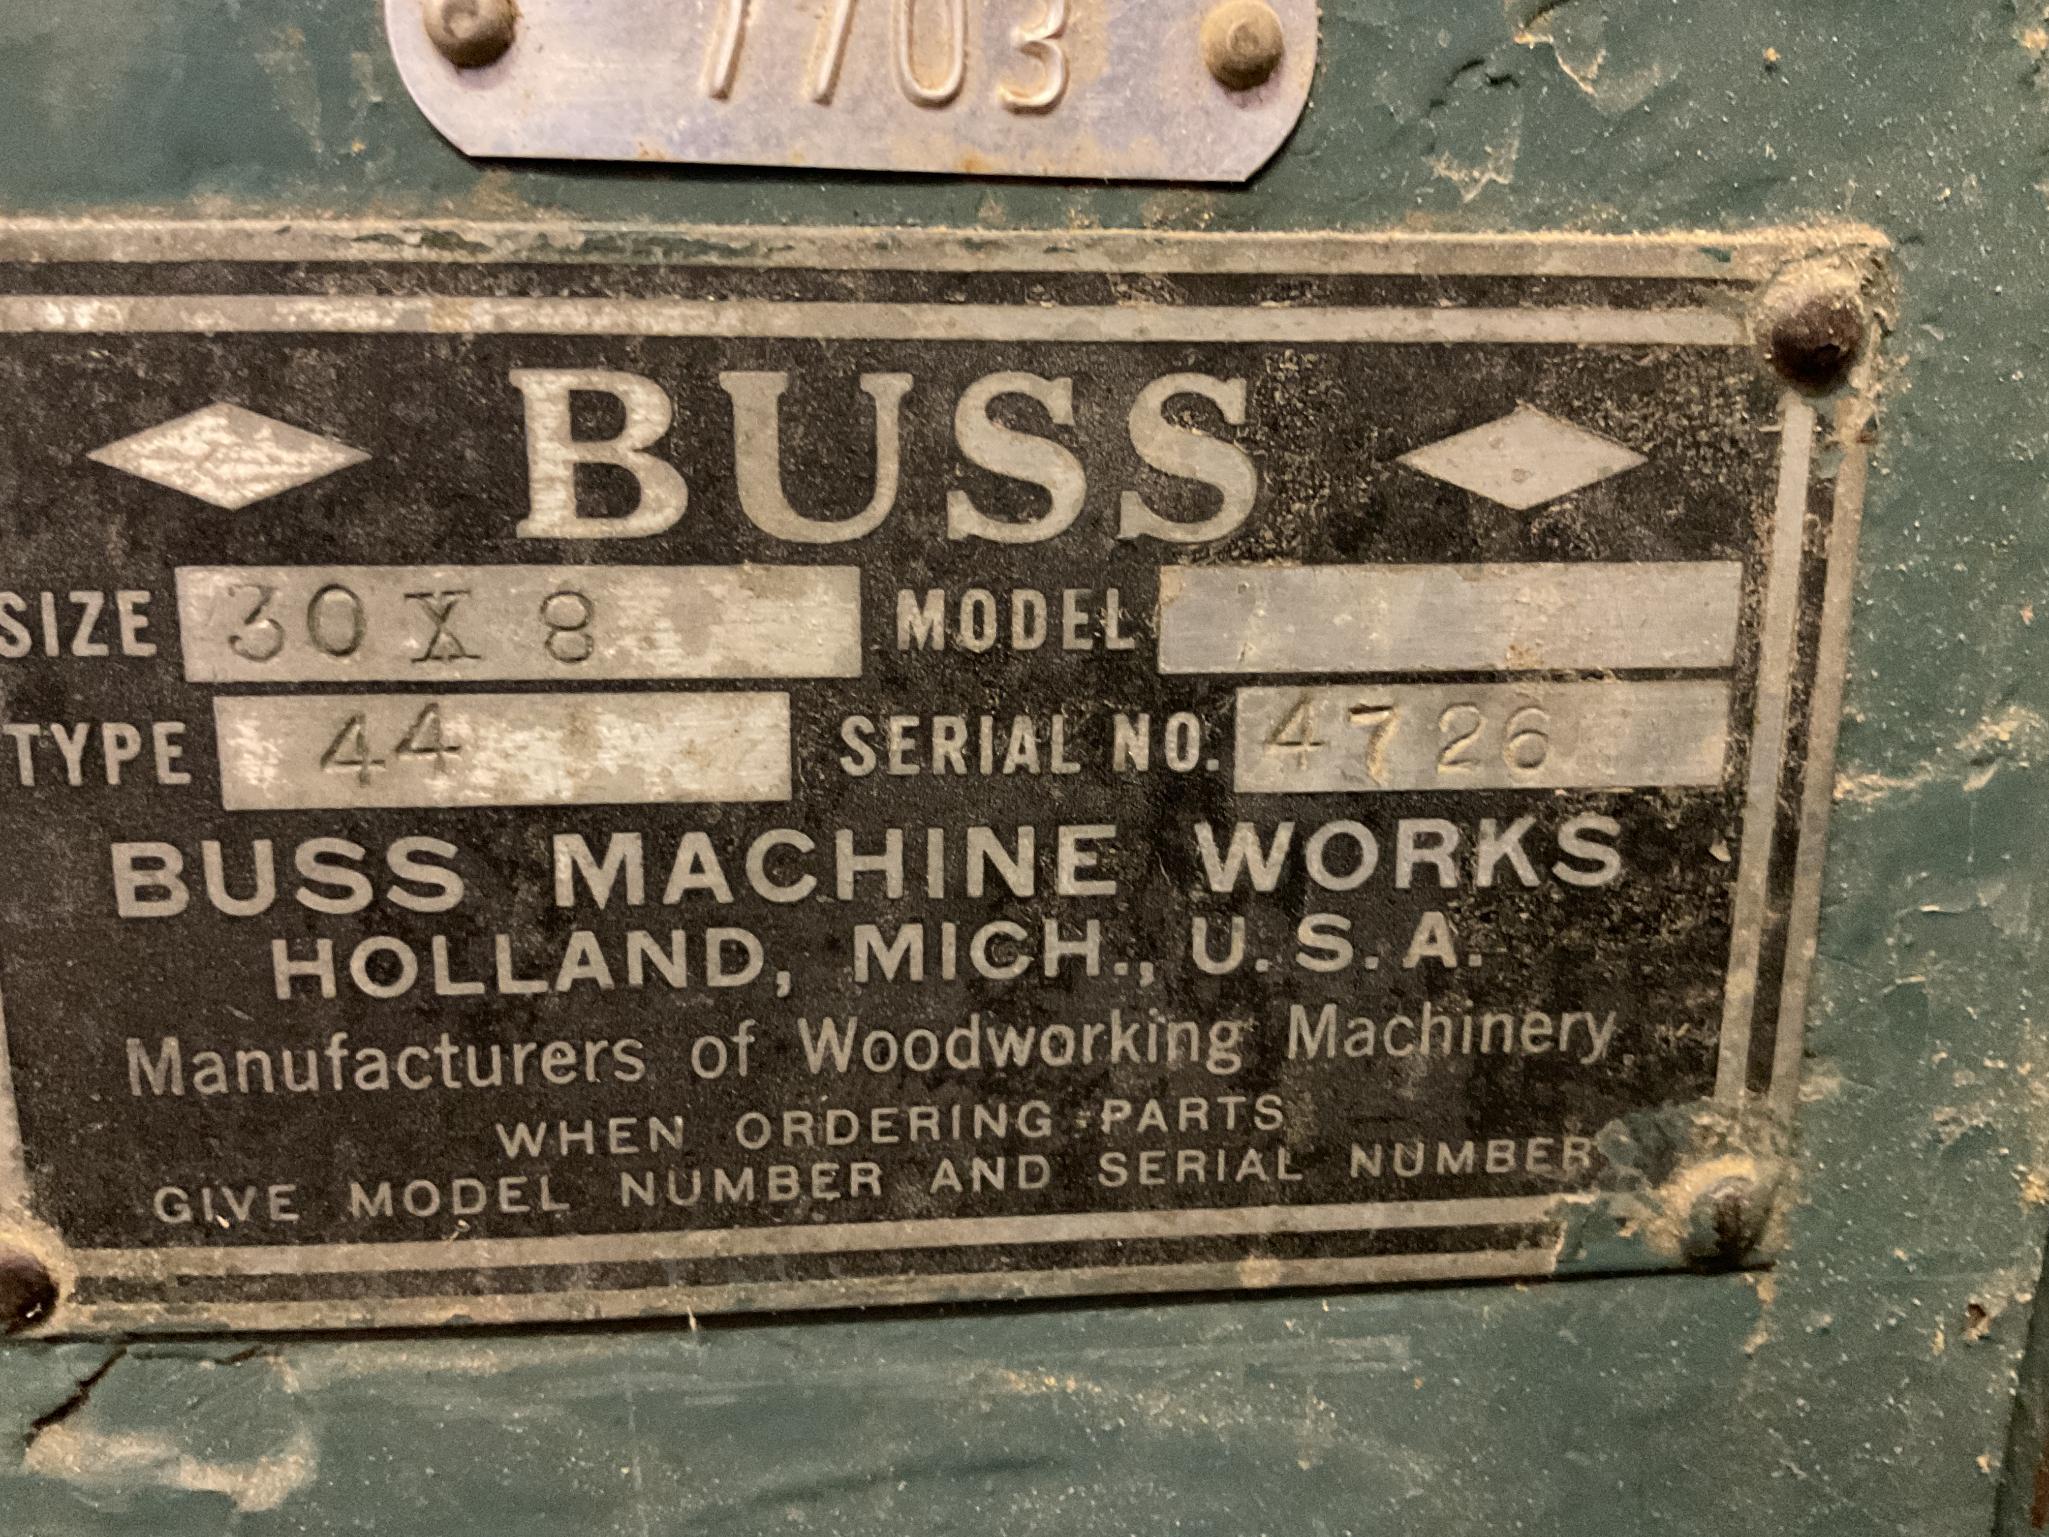 7703
BUSS
SIZE 30 X 8 MODEL
TYPE 44 SERIAL NO. 4726
BUSS MACHINE WORKS
HOLLAND, MICH., U.S.A.
Manufacturers of Woodworking Machinery
WHEN ORDERING PARTS
GIVE MODEL NUMBER AND SERIAL NUMBER